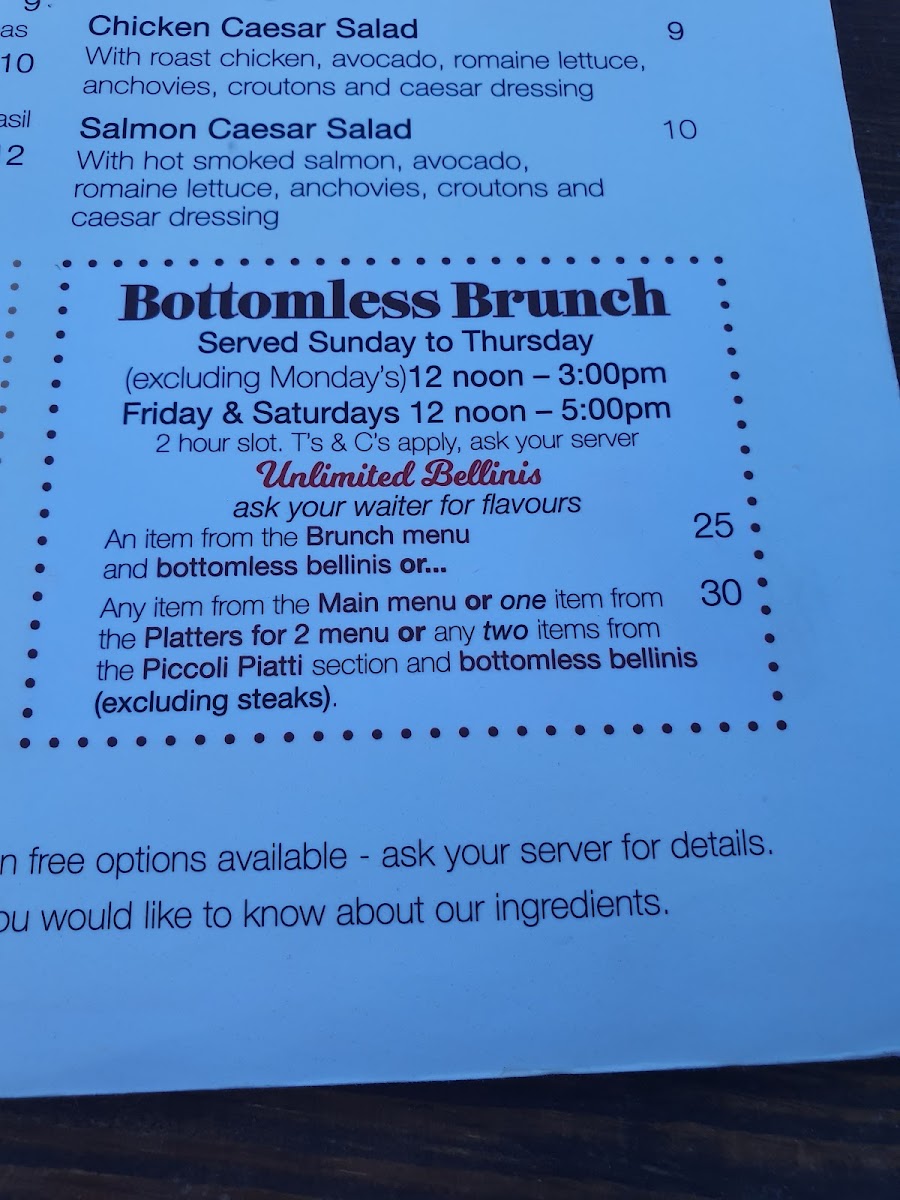 9.
as
10
asil
12
Chicken Caesar Salad 9
With roast chicken, avocado, romaine lettuce,
anchovies, croutons and caesar dressing
Salmon Caesar Salad 10
With hot smoked salmon, avocado,
romaine lettuce, anchovies, croutons and
caesar dressing
Bottomless Brunch
Served Sunday to Thursday
(excluding Monday's)12 noon – 3:00pm
Friday & Saturdays 12 noon – 5:00pm
2 hour slot. T's & C's apply, ask your server
Unlimited Bellinis
ask your waiter for flavours
An item from the Brunch menu 25
and bottomless bellinis or...
Any item from the Main menu or one item from 30
the Platters for 2 menu or any two items from
the Piccoli Piatti section and bottomless bellinis
(excluding steaks).
n free options available - ask your server for details.
ou would like to know about our ingredients.